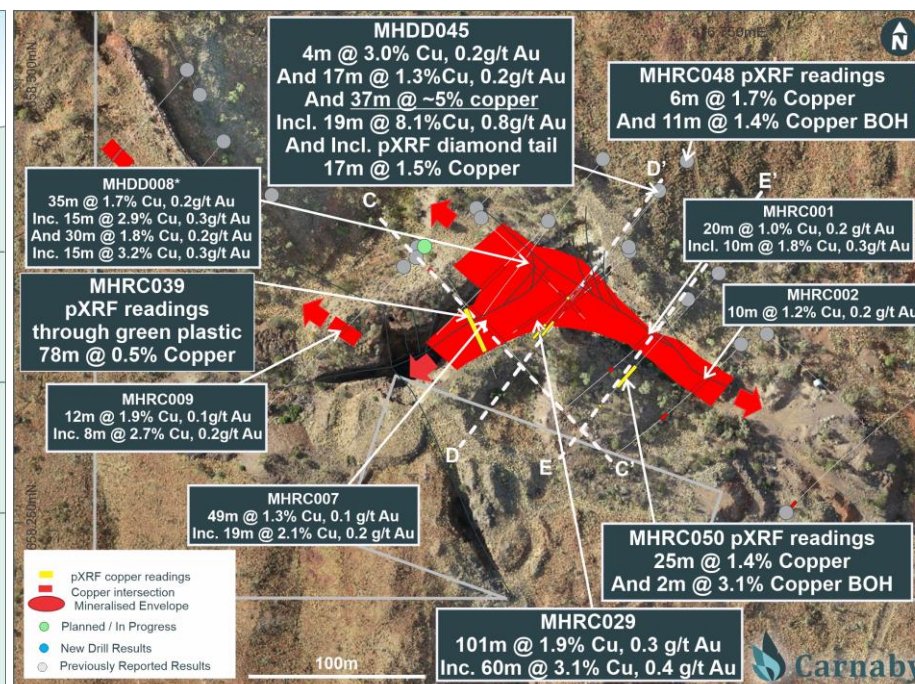 MHDD045
4m @ 3.0% Cu, 0.2g/t Au
And 17m @ 1.3%Cu, 0.2g/t Au
And 37m @ ~5% copper
Incl. 19m @ 8.1%Cu, 0.8g/t Au
And Incl. pXRF diamond tail
17m @ 1.5% Copper
N
MHRC048 pXRF readings
6m @ 1.7% Copper
And 11m @ 1.4% Copper BOH
MHDD008*
35m @ 1.7% Cu, 0.2g/t Au
Inc. 15m @ 2.9% Cu, 0.3g/t Au
And 30m @ 1.8% Cu, 0.2g/t Au
Inc. 15m @ 3.2% Cu, 0.3g/t Au
C
D'
E'
MHRC001
20m @ 1.0% Cu, 0.2 g/t Au
Incl. 10m @ 1.8% Cu, 0.3g/t Au
MHRC039
pXRF readings
through green plastic
78m @ 0.5% Copper
MHRC002
10m @ 1.2% Cu, 0.2 g/t Au
MHRC009
12m @ 1.9% Cu, 0.1g/t Au
Inc. 8m @ 2.7% Cu, 0.2g/t Au
D
E
C'
MHRC007
49m @ 1.3% Cu, 0.1 g/t Au
Inc. 19m @ 2.1% Cu, 0.2 g/t Au
MHRC050 pXRF readings
25m @ 1.4% Copper
And 2m @ 3.1% Copper BOH
MHRC029
101m @ 1.9% Cu, 0.3 g/t Au
Inc. 60m @ 3.1% Cu, 0.4 g/t Au
pXRF copper readings
Copper intersection
Mineralised Envelope
Planned / In Progress
New Drill Results
Previously Reported Results
100m
Carnaby